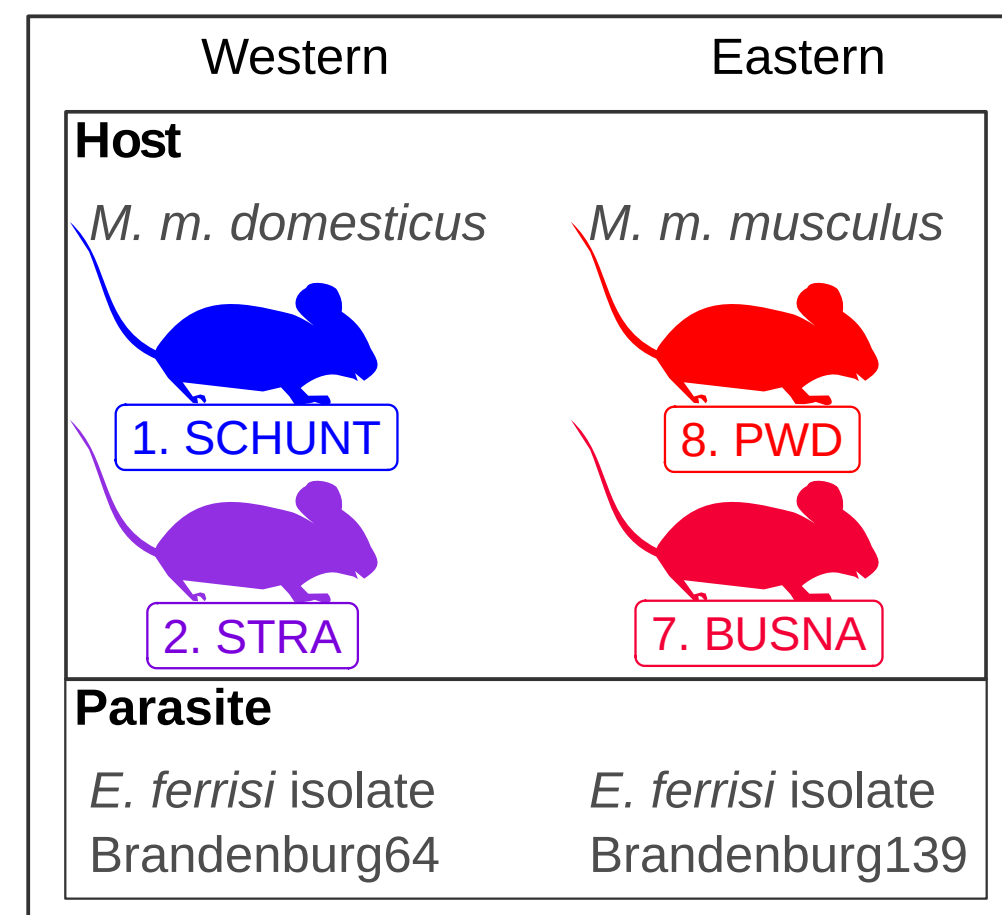 Western Eastern
Host
M. m. domesticus M. m. musculus
1. SCHUNT 8. PWD
2. STRA 7. BUSNA
Parasite
E. ferrisi isolate E. ferrisi isolate
Brandenburg64 Brandenburg139